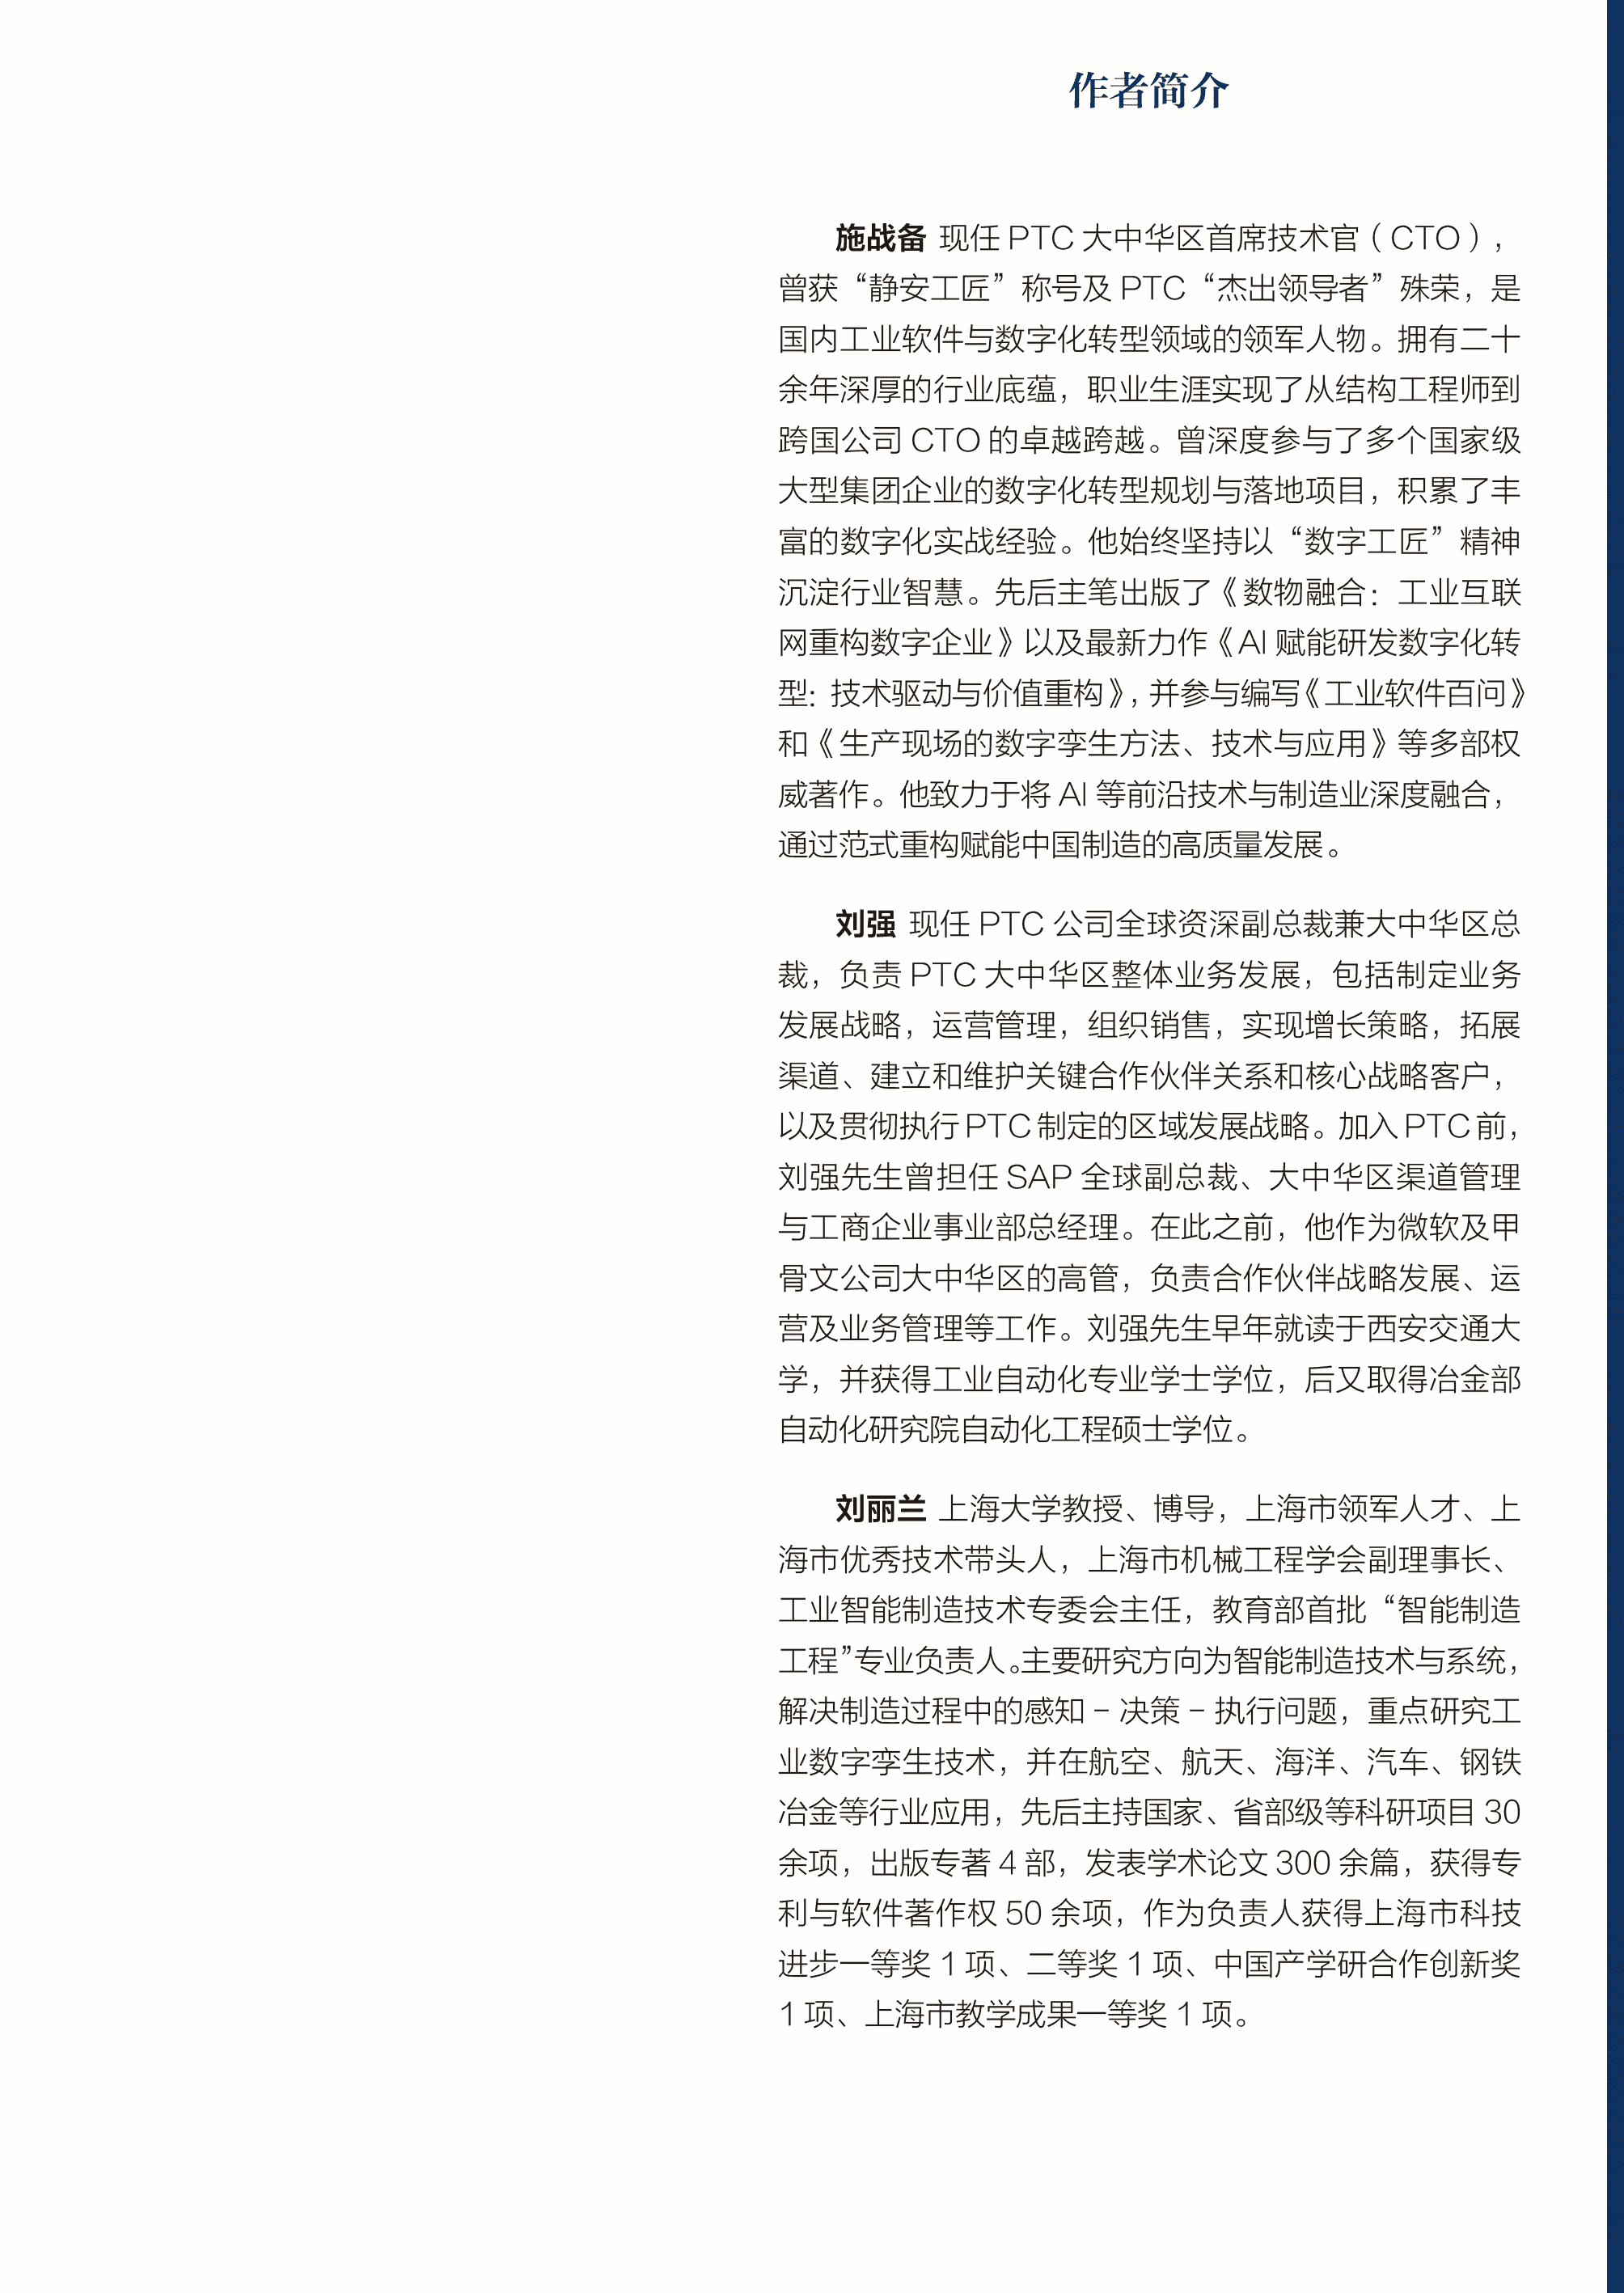 作者简介
施战备 现任 PTC 大中华区首席技术官（CTO），
曾获“静安工匠”称号及 PTC“杰出领导者”殊荣，是
国内工业软件与数字化转型领域的领军人物。拥有二十
余年深厚的行业底蕴，职业生涯实现了从结构工程师到
跨国公司 CTO 的卓越跨越。曾深度参与了多个国家级
大型集团企业的数字化转型规划与落地项目，积累了丰
富的数字化实战经验。他始终坚持以“数字工匠”精神
沉淀行业智慧。先后主笔出版了《数物融合：工业互联
网重构数字企业》以及最新力作《AI 赋能研发数字化转
型：技术驱动与价值重构》，并参与编写《工业软件百问》
和《生产现场的数字孪生方法、技术与应用》等多部权
威著作。他致力于将 AI 等前沿技术与制造业深度融合，
通过范式重构赋能中国制造的高质量发展。
刘强 现任 PTC 公司全球资深副总裁兼大中华区总
裁，负责 PTC 大中华区整体业务发展，包括制定业务
发展战略，运营管理，组织销售，实现增长策略，拓展
渠道、建立和维护关键合作伙伴关系和核心战略客户，
以及贯彻执行 PTC 制定的区域发展战略。加入 PTC 前，
刘强先生曾担任 SAP 全球副总裁、大中华区渠道管理
与工商企业事业部总经理。在此之前，他作为微软及甲
骨文公司大中华区的高管，负责合作伙伴战略发展、运
营及业务管理等工作。刘强先生早年就读于西安交通大
学，并获得工业自动化专业学士学位，后又取得冶金部
自动化研究院自动化工程硕士学位。
刘丽兰 上海大学教授、博导，上海市领军人才、上
海市优秀技术带头人，上海市机械工程学会副理事长、
工业智能制造技术专委会主任，教育部首批“智能制造
工程”专业负责人。主要研究方向为智能制造技术与系统，
解决制造过程中的感知 – 决策 – 执行问题，重点研究工
业数字孪生技术，并在航空、航天、海洋、汽车、钢铁
冶金等行业应用，先后主持国家、省部级等科研项目 30
余项，出版专著 4 部，发表学术论文 300 余篇，获得专
利与软件著作权 50 余项，作为负责人获得上海市科技
进步一等奖 1 项、二等奖 1 项、中国产学研合作创新奖
1 项、上海市教学成果一等奖 1 项。